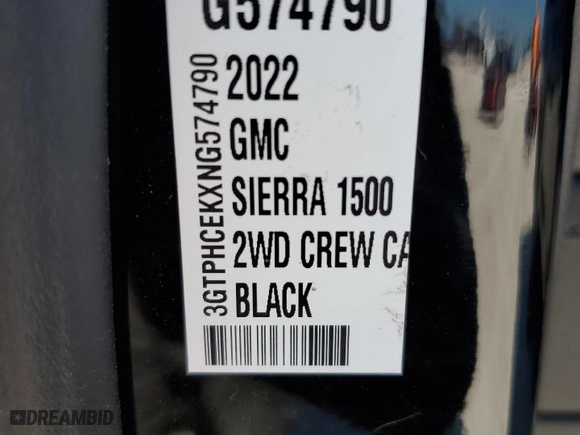 G574790
3GTPHCEKXNG574790
2022
GMC
SIERRA 1500
2WD CREW CA
BLACK
DREAMBID